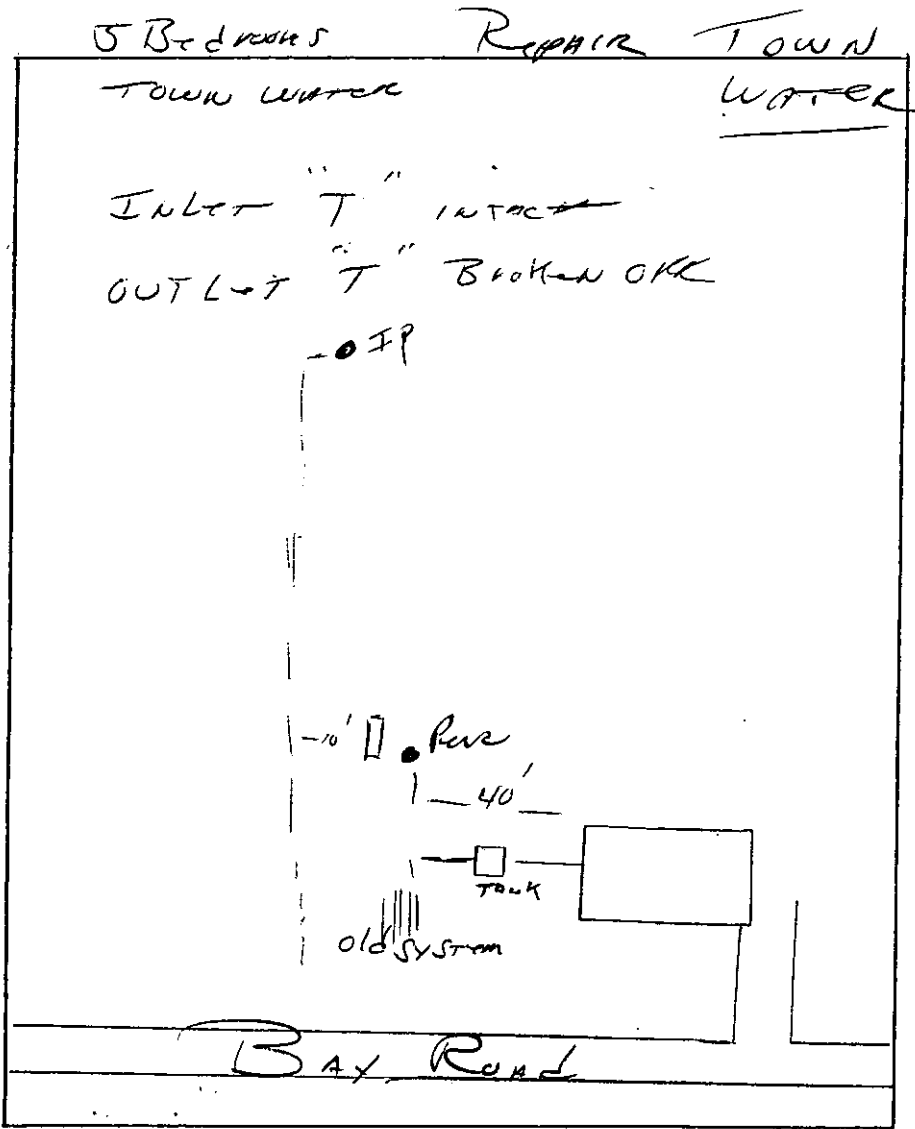 5 Bedrooms Repair Town
Town Water Water
Inlet "T" intact
Outlet "T" Broken OFF
IP
10' Perc
40'
Tank
Old System
Bay Road